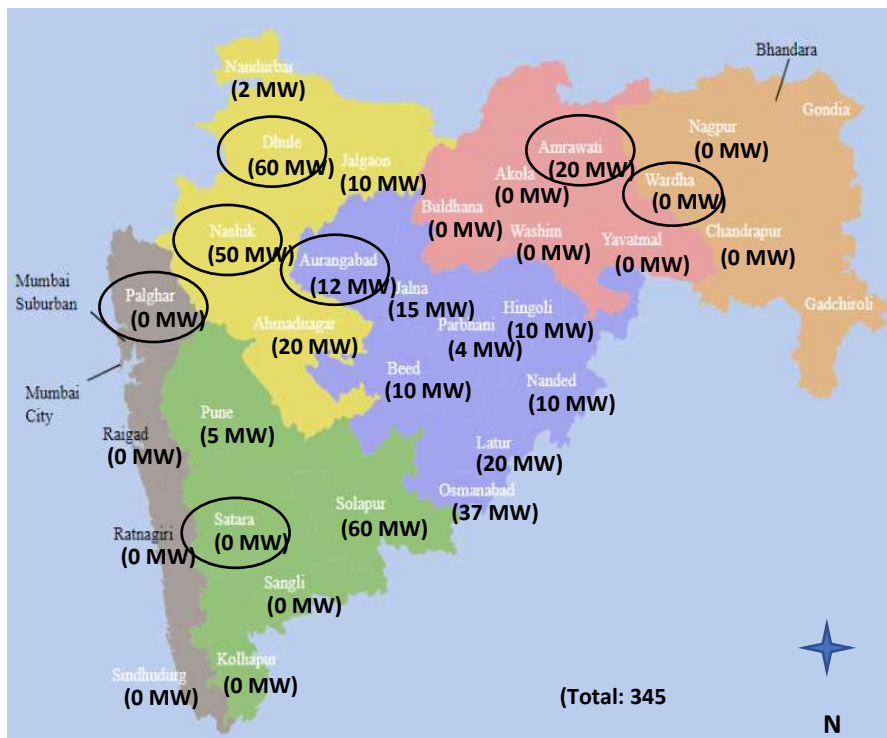 Nandurbar
(2 MW)
Bhandara
Gondia
Dhule
(60 MW)
Jalgaon
(10 MW)
Amrawati
(20 MW)
Nagpur
(0 MW)
Akola
(0 MW)
Wardha
(0 MW)
Buldhana
(0 MW)
Washim
(0 MW)
Yavatmal
(0 MW)
Chandrapur
(0 MW)
Nashik
(50 MW)
Aurangabad
(12 MW)
Jalna
(15 MW)
Mumbai
Suburban
Palghar
(0 MW)
Hingoli
(10 MW)
Parbhani
(4 MW)
Gadchiroli
Ahmadnagar
(20 MW)
Beed
(10 MW)
Nanded
(10 MW)
Mumbai
City
Pune
(5 MW)
Raigad
(0 MW)
Latur
(20 MW)
Osmanabad
(37 MW)
Solapur
(60 MW)
Satara
(0 MW)
Ratnagiri
(0 MW)
Sangli
(0 MW)
Kolhapur
(0 MW)
Sindhudurg
(0 MW)
(Total: 345
N